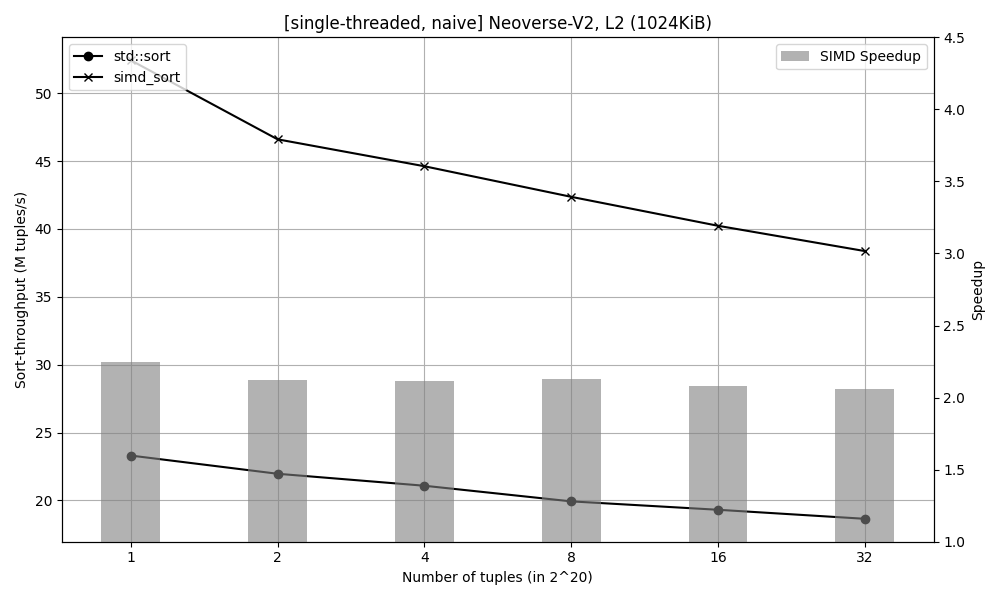 [single-threaded, naive] Neoverse-V2, L2 (1024KiB)
std::sort
simd_sort
SIMD Speedup
Sort-throughput (M tuples/s)
50
45
40
35
30
25
20
4.5
4.0
3.5
3.0
2.5
2.0
1.5
1.0
Speedup
1 2 4 8 16 32
Number of tuples (in 2^20)